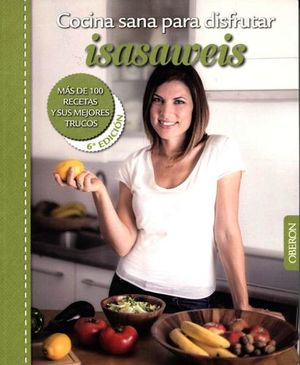 Cocina sana para disfrutar
isasaweis
MÁS DE 100
RECETAS
Y SUS MEJORES
TRUCOS
6ª EDICIÓN
OBERON